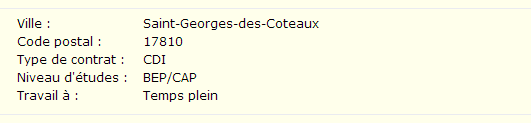 Ville : Saint-Georges-des-Coteaux
Code postal : 17810
Type de contrat : CDI
Niveau d'études : BEP/CAP
Travail à : Temps plein